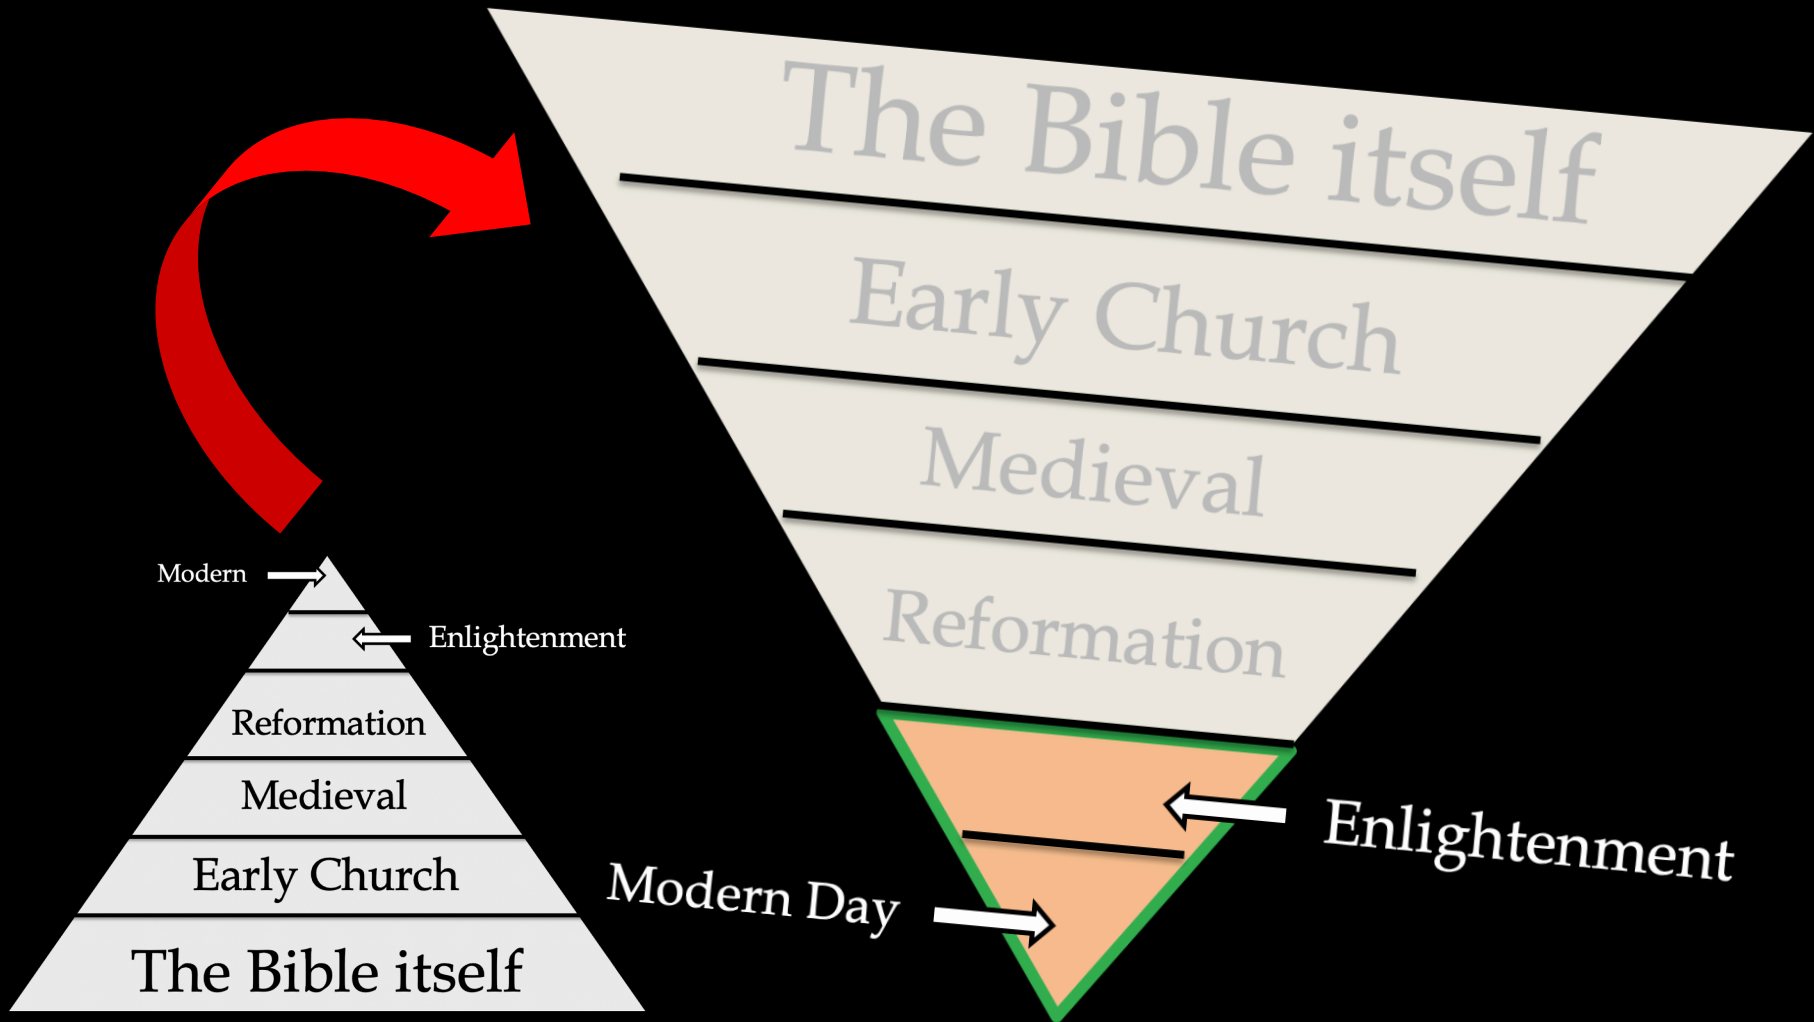 Modern
Enlightenment
Reformation
Medieval
Early Church
The Bible itself
The Bible itself
Early Church
Medieval
Reformation
Enlightenment
Modern Day